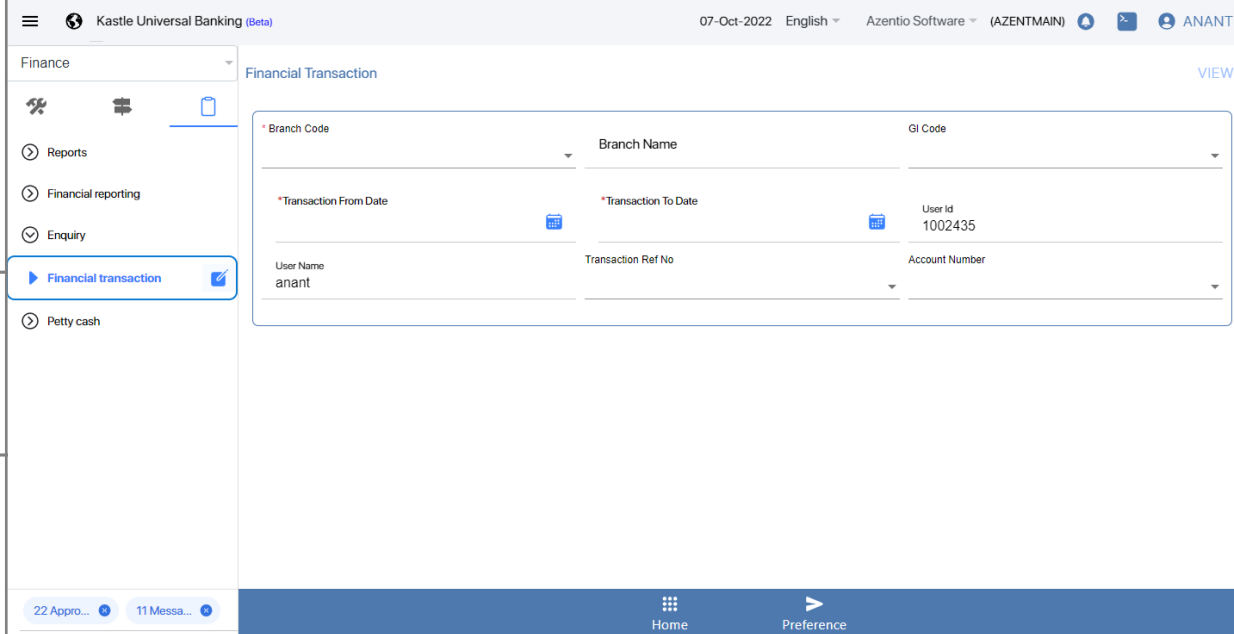 Kastle Universal Banking (Beta)
07-Oct-2022 English Azentio Software (AZENTMAIN) ANANT
Finance
Financial Transaction
VIEW
Reports
Financial reporting
Enquiry
Financial transaction
Petty cash
* Branch Code
Branch Name
Gl Code
*Transaction From Date
*Transaction To Date
User Id
1002435
User Name
anant
Transaction Ref No
Account Number
22 Appro...
11 Messa...
Home
Preference